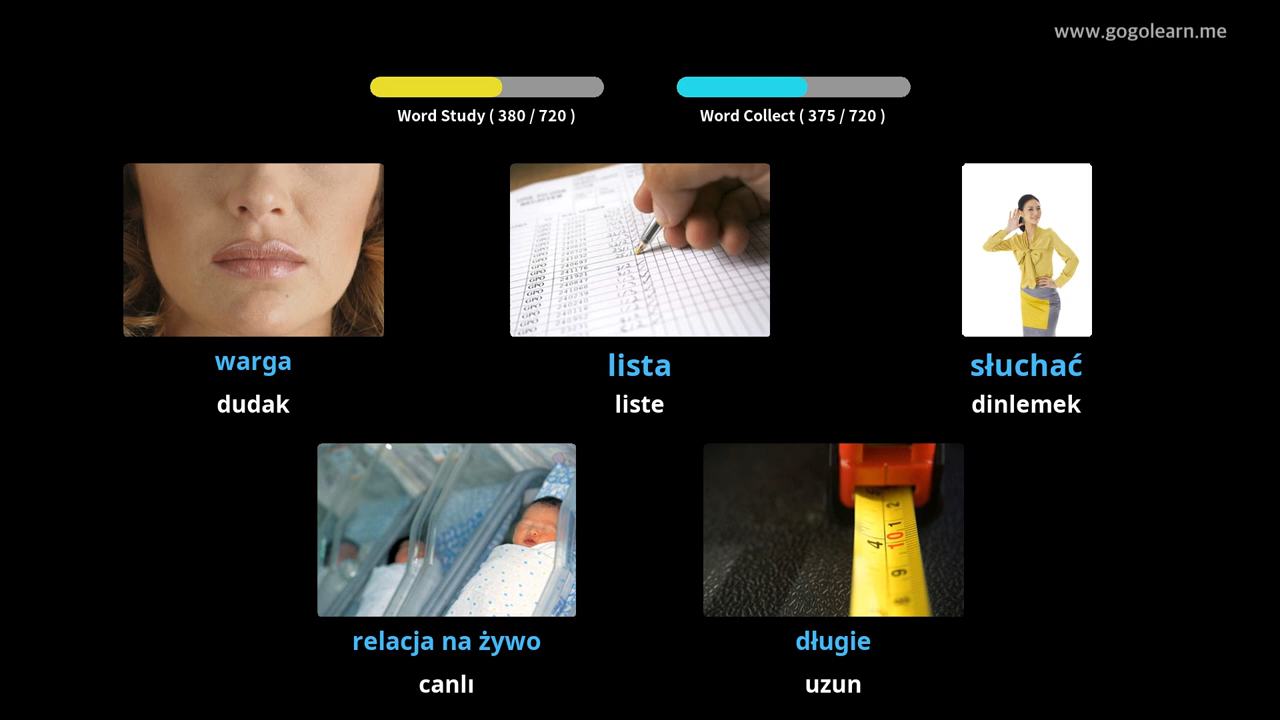 www.gogolearn.me
Word Study ( 380 / 720 )
Word Collect ( 375 / 720 )
warga
lista
słuchać
dudak
liste
dinlemek
relacja na żywo
długie
canlı
uzun